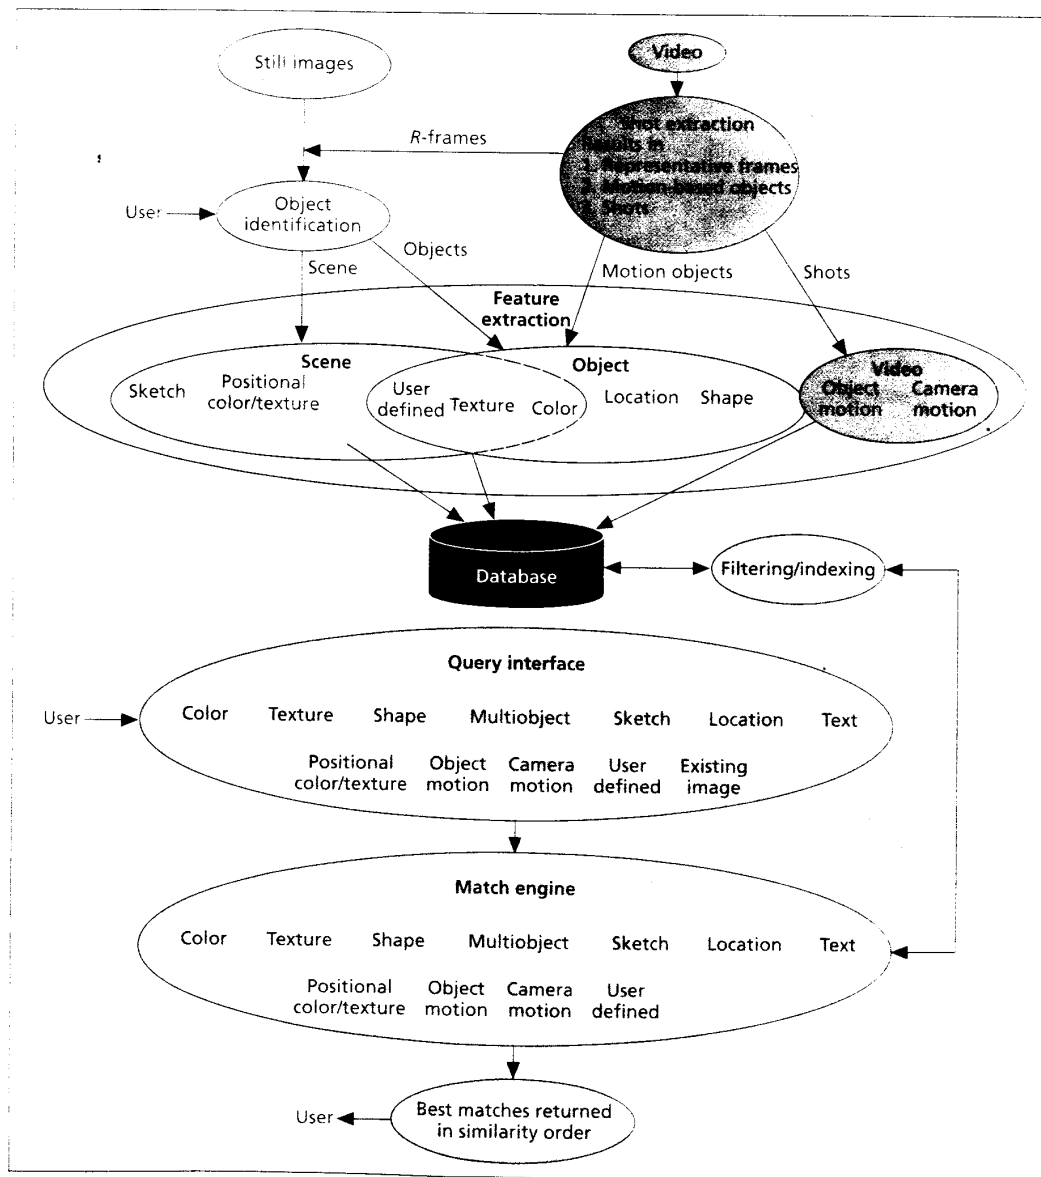 Still images
Video
Shot extraction
Results in
1. Representative frames
2. Motion-based objects
3. Shots
R-frames
User
Object
identification
Objects
Scene
Motion objects
Shots
Feature
extraction
Scene
Sketch
Positional
color/texture
User
defined
Texture
Color
Object
Location
Shape
Video
Object
motion
Camera
motion
Database
Filtering/indexing
Query interface
User
Color Texture Shape Multiobject Sketch Location Text
Positional
color/texture
Object
motion
Camera
motion
User
defined
Existing
image
Match engine
Color Texture Shape Multiobject Sketch Location Text
Positional
color/texture
Object
motion
Camera
motion
User
defined
User
Best matches returned
in similarity order